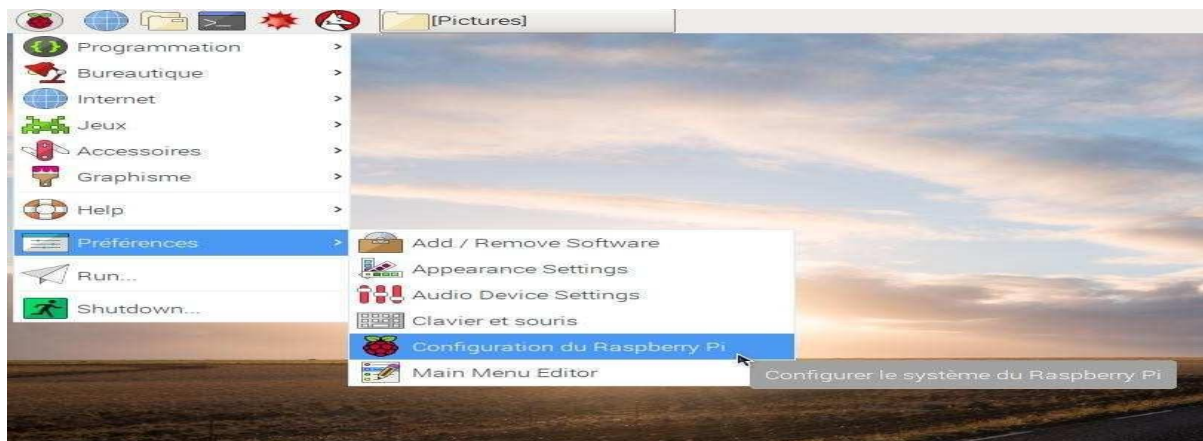 [Pictures]
Programmation
Bureautique
Internet
Jeux
Accessoires
Graphisme
Help
Préférences
Run...
Shutdown...
Add / Remove Software
Appearance Settings
Audio Device Settings
Clavier et souris
Configuration du Raspberry Pi
Main Menu Editor
Configurer le système du Raspberry Pi